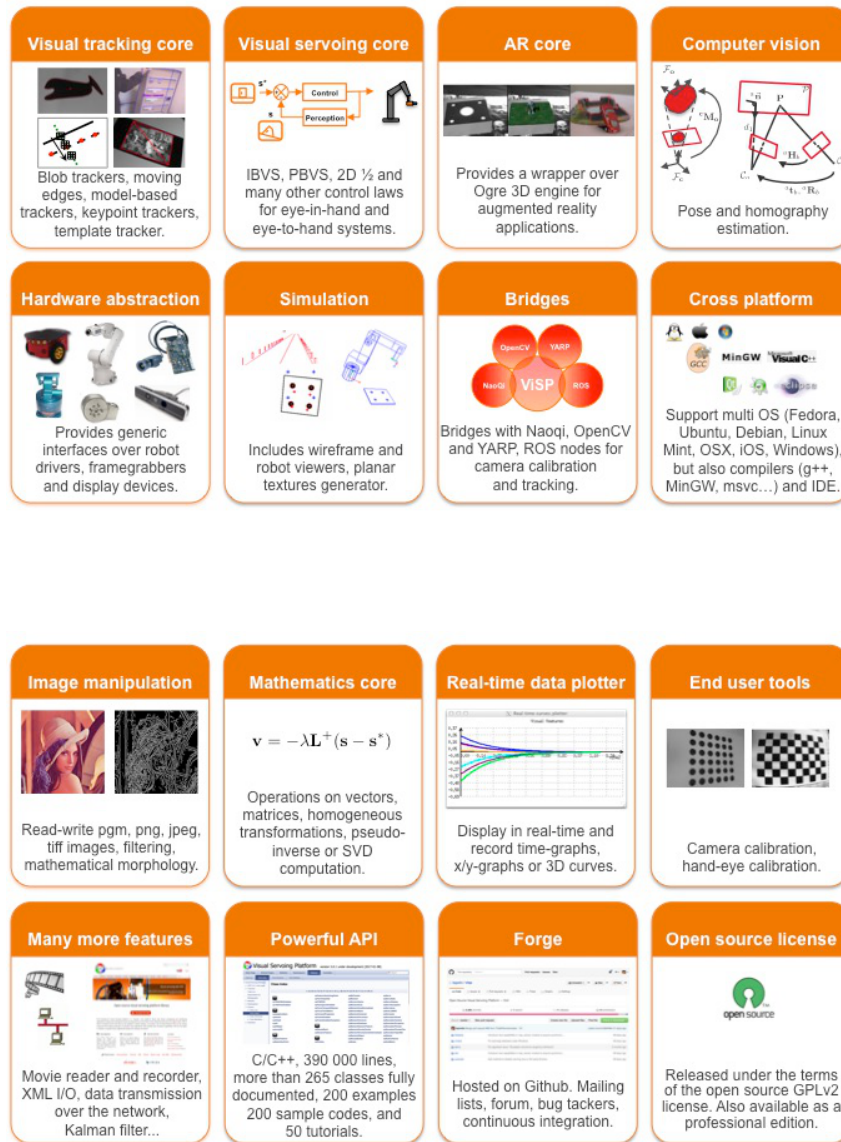 Visual tracking core
Blob trackers, moving
edges, model-based
trackers, keypoint trackers,
template tracker.
Visual servoing core
s*
Control
s
Perception
IBVS, PBVS, 2D ½ and
many other control laws
for eye-in-hand and
eye-to-hand systems.
AR core
Provides a wrapper over
Ogre 3D engine for
augmented reality
applications.
Computer vision
Pose and homography
estimation.
Hardware abstraction
Provides generic
interfaces over robot
drivers, framegrabbers
and display devices.
Simulation
Includes wireframe and
robot viewers, planar
textures generator.
Bridges
OpenCV
YARP
NaoQi
ViSP
ROS
Bridges with Naoqi, OpenCV
and YARP, ROS nodes for
camera calibration
and tracking.
Cross platform
GCC
MinGW
Visual C++
eclipse
Support multi OS (Fedora,
Ubuntu, Debian, Linux
Mint, OSX, iOS, Windows),
but also compilers (g++,
MinGW, msvc…) and IDE.
Image manipulation
Read-write pgm, png, jpeg,
tiff images, filtering,
mathematical morphology.
Mathematics core
v = −λL⁺(s − s*)
Operations on vectors,
matrices, homogeneous
transformations, pseudo-
inverse or SVD
computation.
Real-time data plotter
Real time curves plotter
Visual features
Display in real-time and
record time-graphs,
x/y-graphs or 3D curves.
End user tools
Camera calibration,
hand-eye calibration.
Many more features
Movie reader and recorder,
XML I/O, data transmission
over the network,
Kalman filter...
Powerful API
Visual Servoing Platform
C/C++, 390 000 lines,
more than 265 classes fully
documented, 200 examples
200 sample codes, and
50 tutorials.
Forge
Hosted on Github. Mailing
lists, forum, bug tackers,
continuous integration.
Open source license
open source
Released under the terms
of the open source GPLv2
license. Also available as a
professional edition.